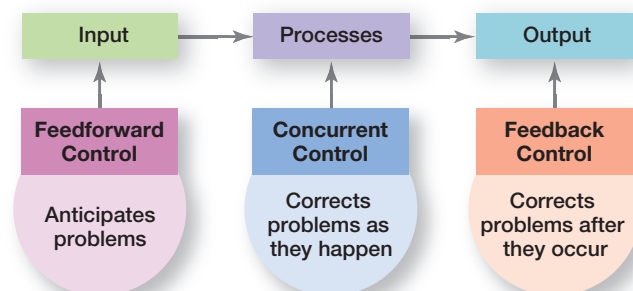 Input
Processes
Output
Feedforward
Control
Anticipates
problems
Concurrent
Control
Corrects
problems as
they happen
Feedback
Control
Corrects
problems after
they occur